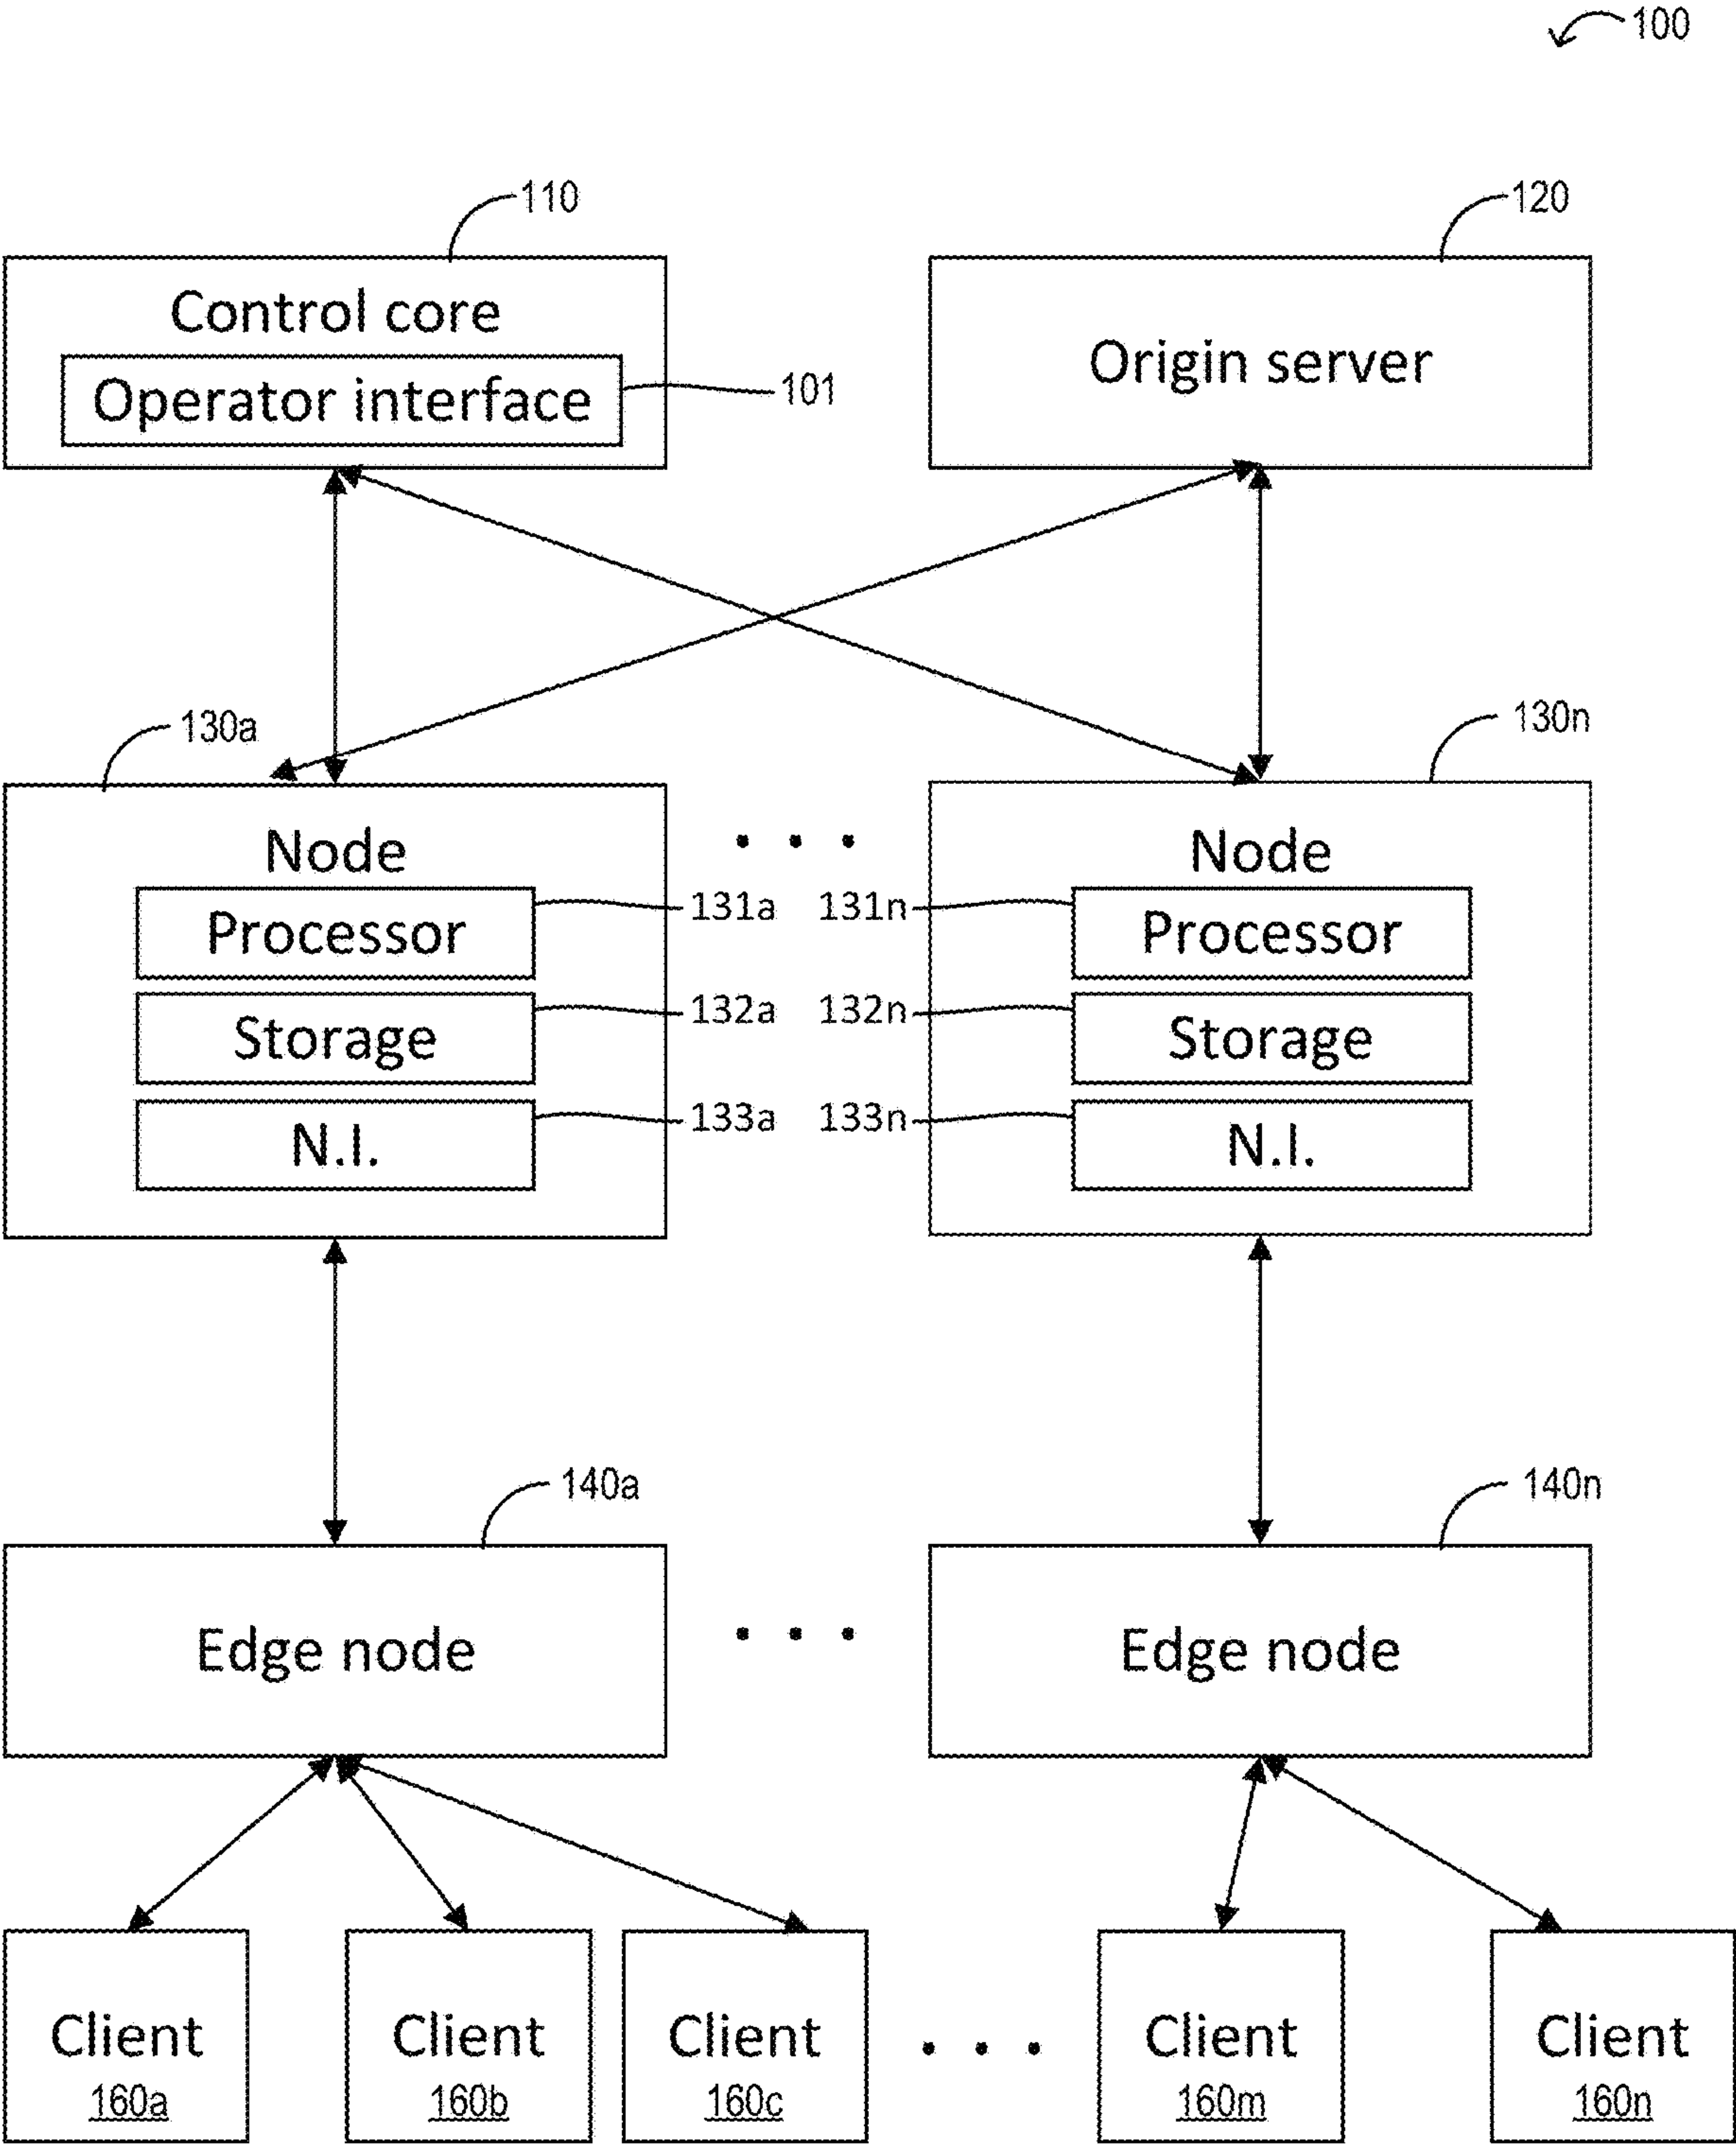 100
110
120
Control core
Operator interface
101
Origin server
130a
130n
Node
. . .
Node
Processor
131a
131n
Processor
Storage
132a
132n
Storage
N.I.
133a
133n
N.I.
140a
140n
Edge node
. . .
Edge node
Client
160a
Client
160b
Client
160c
. . .
Client
160m
Client
160n